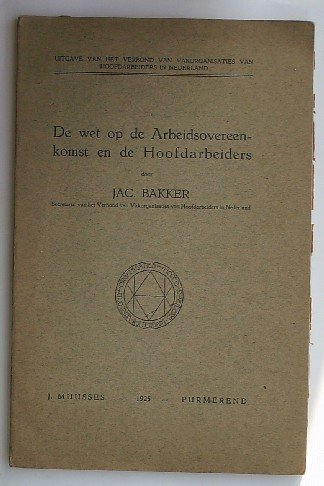 UITGAVE VAN HET VERBOND VAN VAKORGANISATIES VAN
HOOFDARBEIDERS IN NEDERLAND
De wet op de Arbeidsovereen-
komst en de Hoofdarbeiders
door
JAC. BAKKER
Secretaris van het Verbond van Vakorganisaties van Hoofdarbeiders in Nederland
J. MUUSSES 1925 PURMEREND